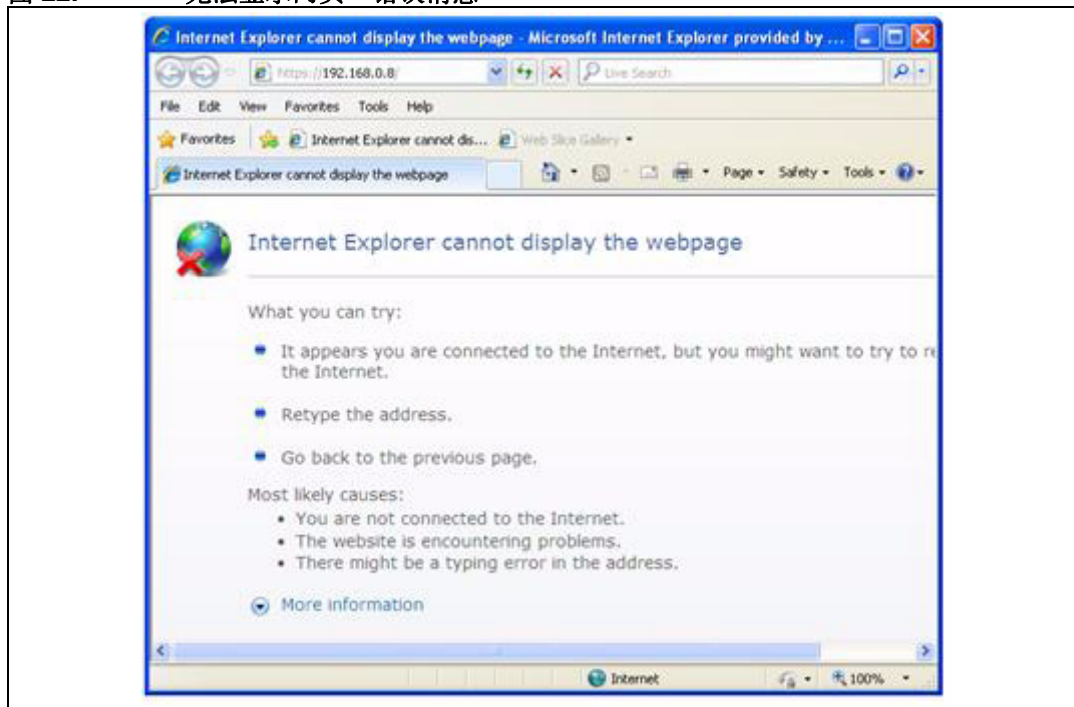 Internet Explorer cannot display the webpage - Microsoft Internet Explorer provided by ...
https://192.168.0.8/
Live Search
File Edit View Favorites Tools Help
Favorites Internet Explorer cannot dis... Web Slice Gallery
Internet Explorer cannot display the webpage Page Safety Tools
Internet Explorer cannot display the webpage
What you can try:
It appears you are connected to the Internet, but you might want to try to re
the Internet.
Retype the address.
Go back to the previous page.
Most likely causes:
• You are not connected to the Internet.
• The website is encountering problems.
• There might be a typing error in the address.
More information
Internet 100%